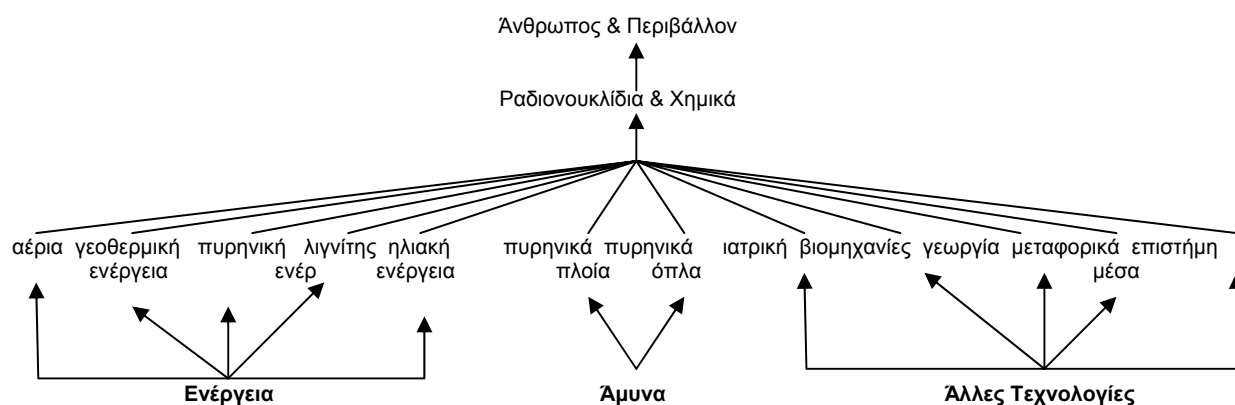 Άνθρωπος & Περιβάλλον
Ραδιονουκλίδια & Χημικά
αέρια γεοθερμική πυρηνική λιγνίτης ηλιακή πυρηνικά πυρηνικά ιατρική βιομηχανίες γεωργία μεταφορικά επιστήμη
ενέργεια ενέρ ενέργεια πλοία όπλα μέσα
Ενέργεια Άμυνα Άλλες Τεχνολογίες